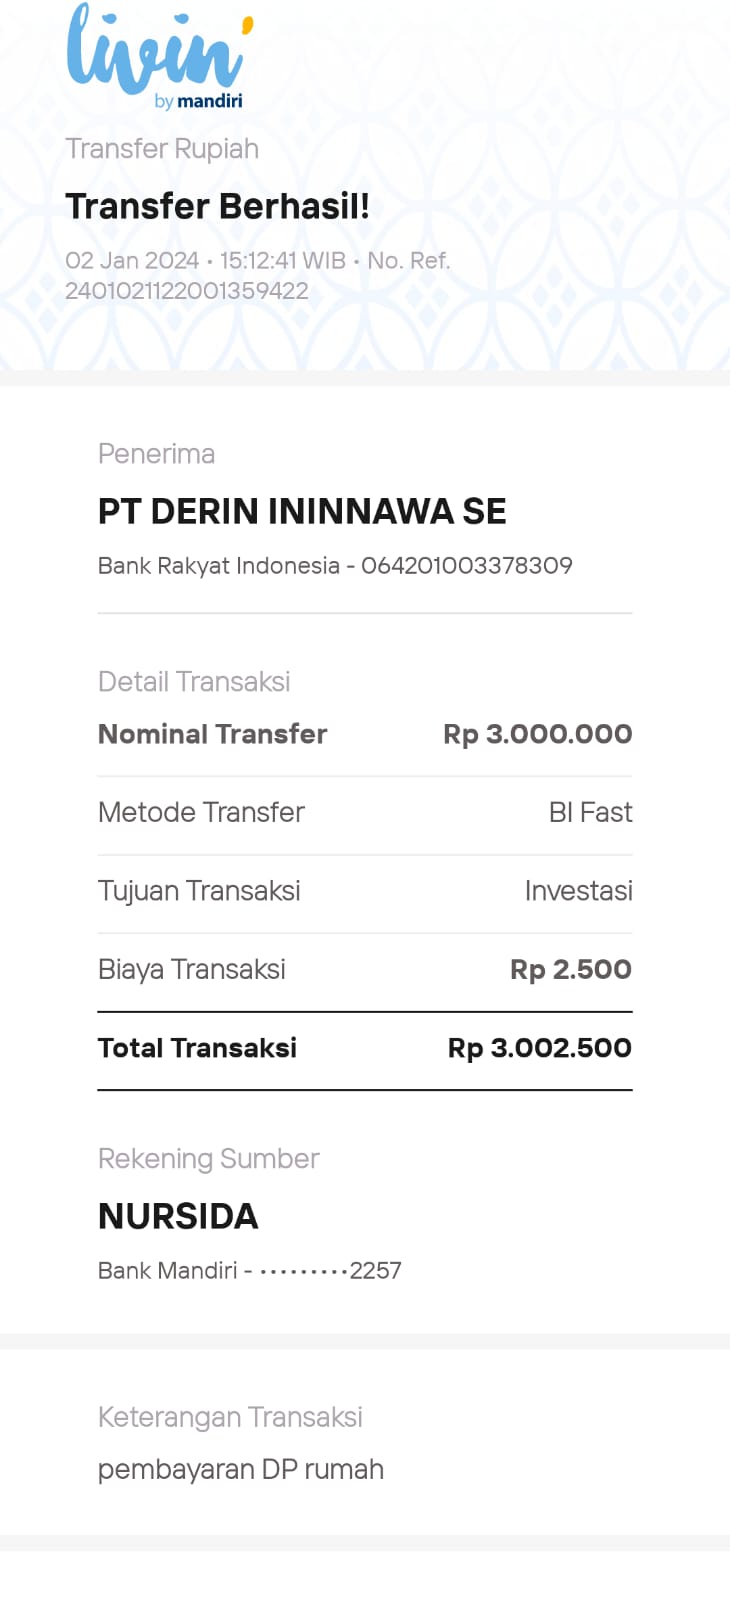 livin'
by mandiri
Transfer Rupiah
Transfer Berhasil!
02 Jan 2024 • 15:12:41 WIB • No. Ref.
2401021122001359422
Penerima
PT DERIN ININNAWA SE
Bank Rakyat Indonesia - 064201003378309
Detail Transaksi
Nominal Transfer Rp 3.000.000
Metode Transfer BI Fast
Tujuan Transaksi Investasi
Biaya Transaksi Rp 2.500
Total Transaksi Rp 3.002.500
Rekening Sumber
NURSIDA
Bank Mandiri - •••••••••2257
Keterangan Transaksi
pembayaran DP rumah